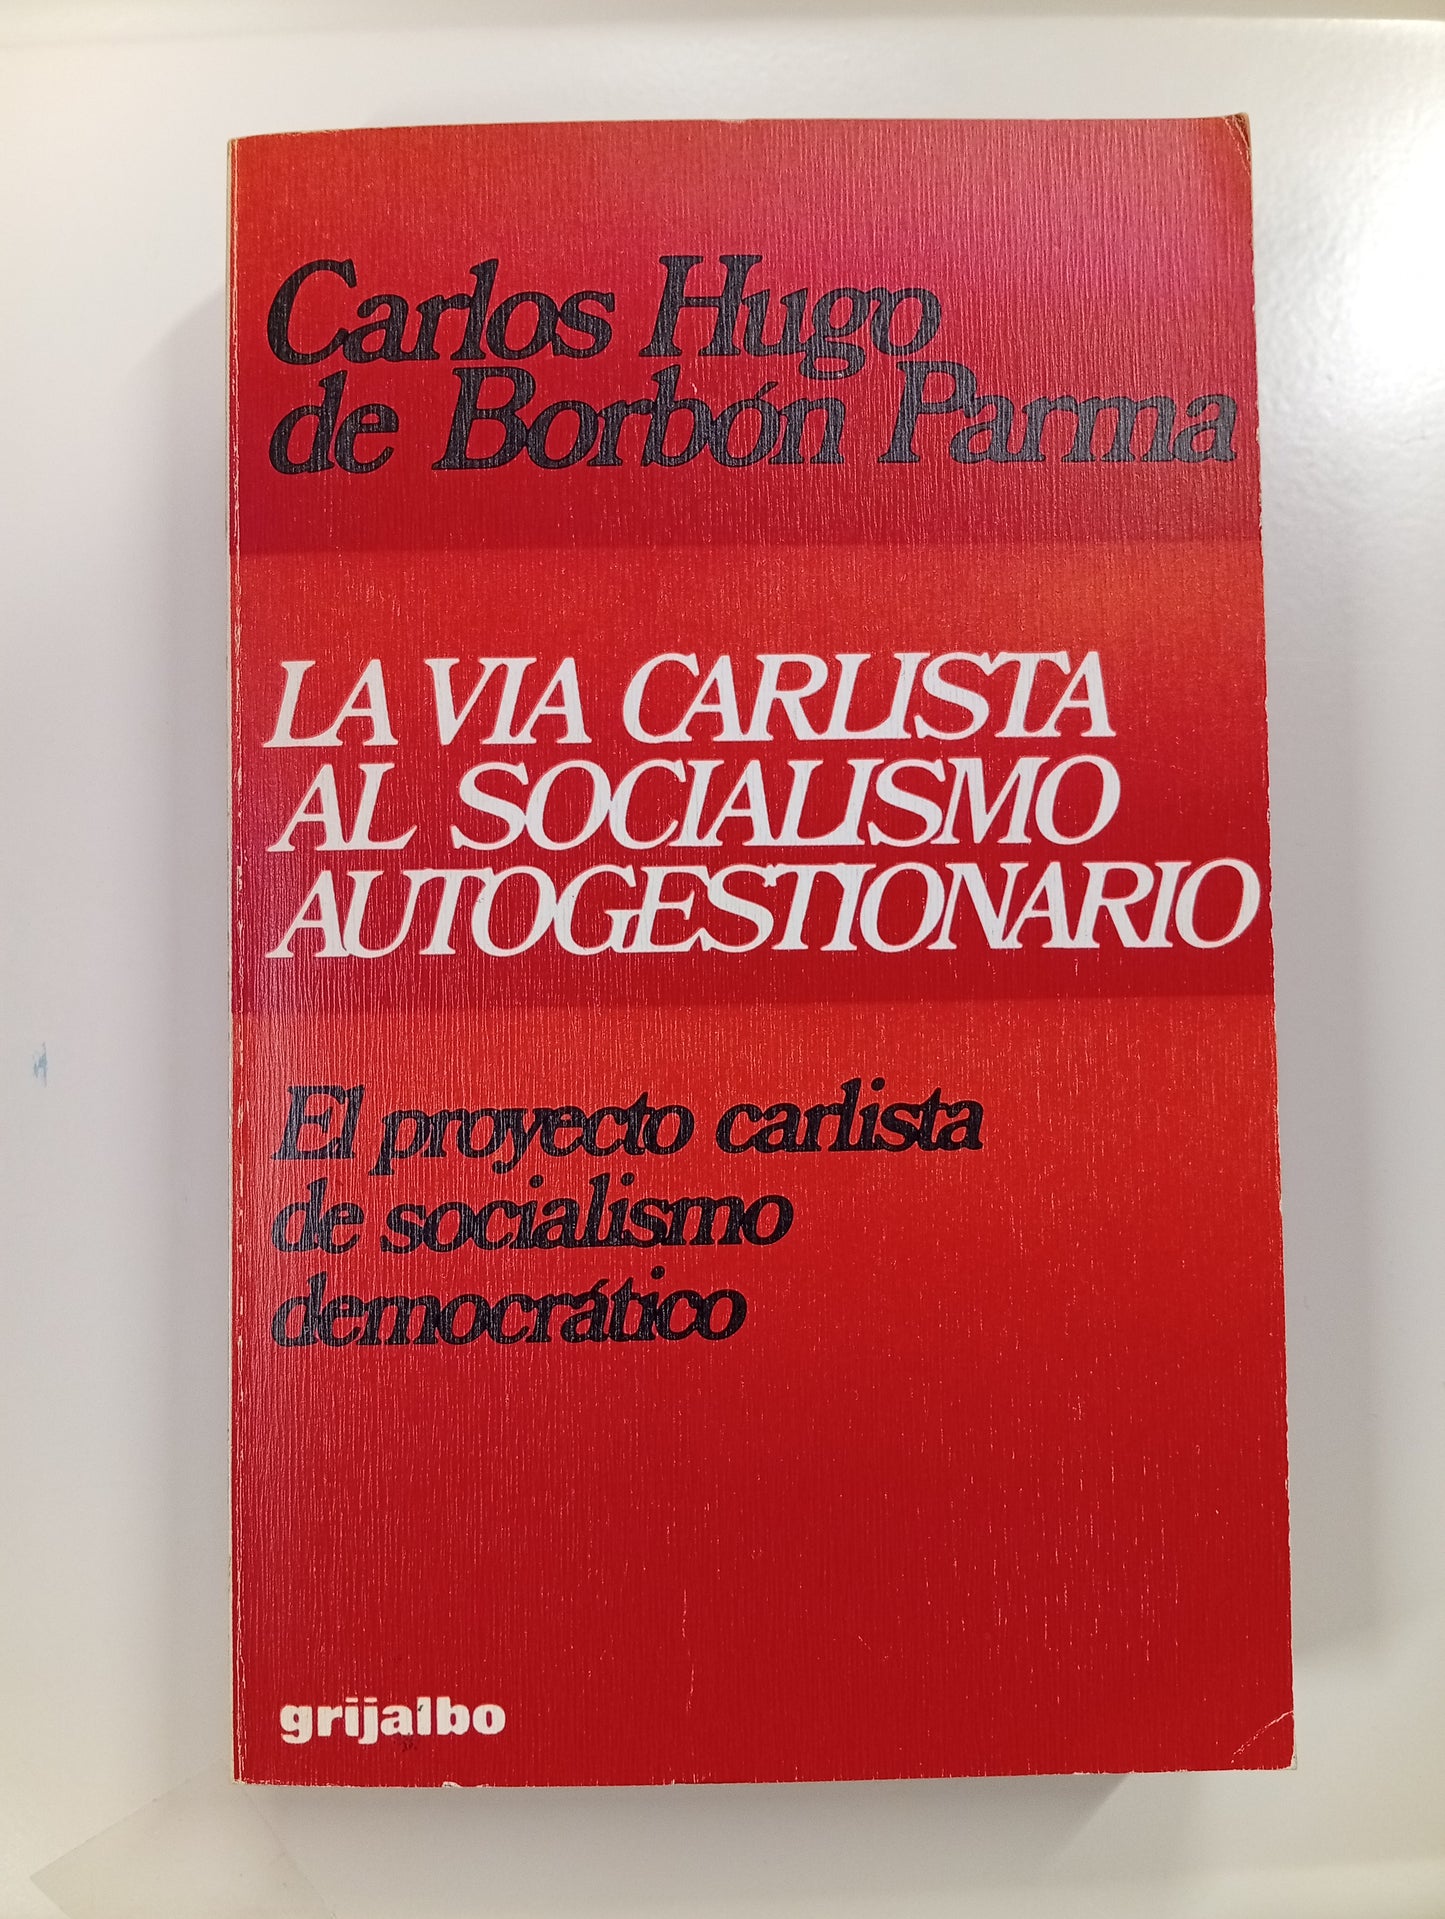 Carlos Hugo
de Borbón Parma
LA VIA CARLISTA
AL SOCIALISMO
AUTOGESTIONARIO
El proyecto carlista
de socialismo
democrático
grijalbo